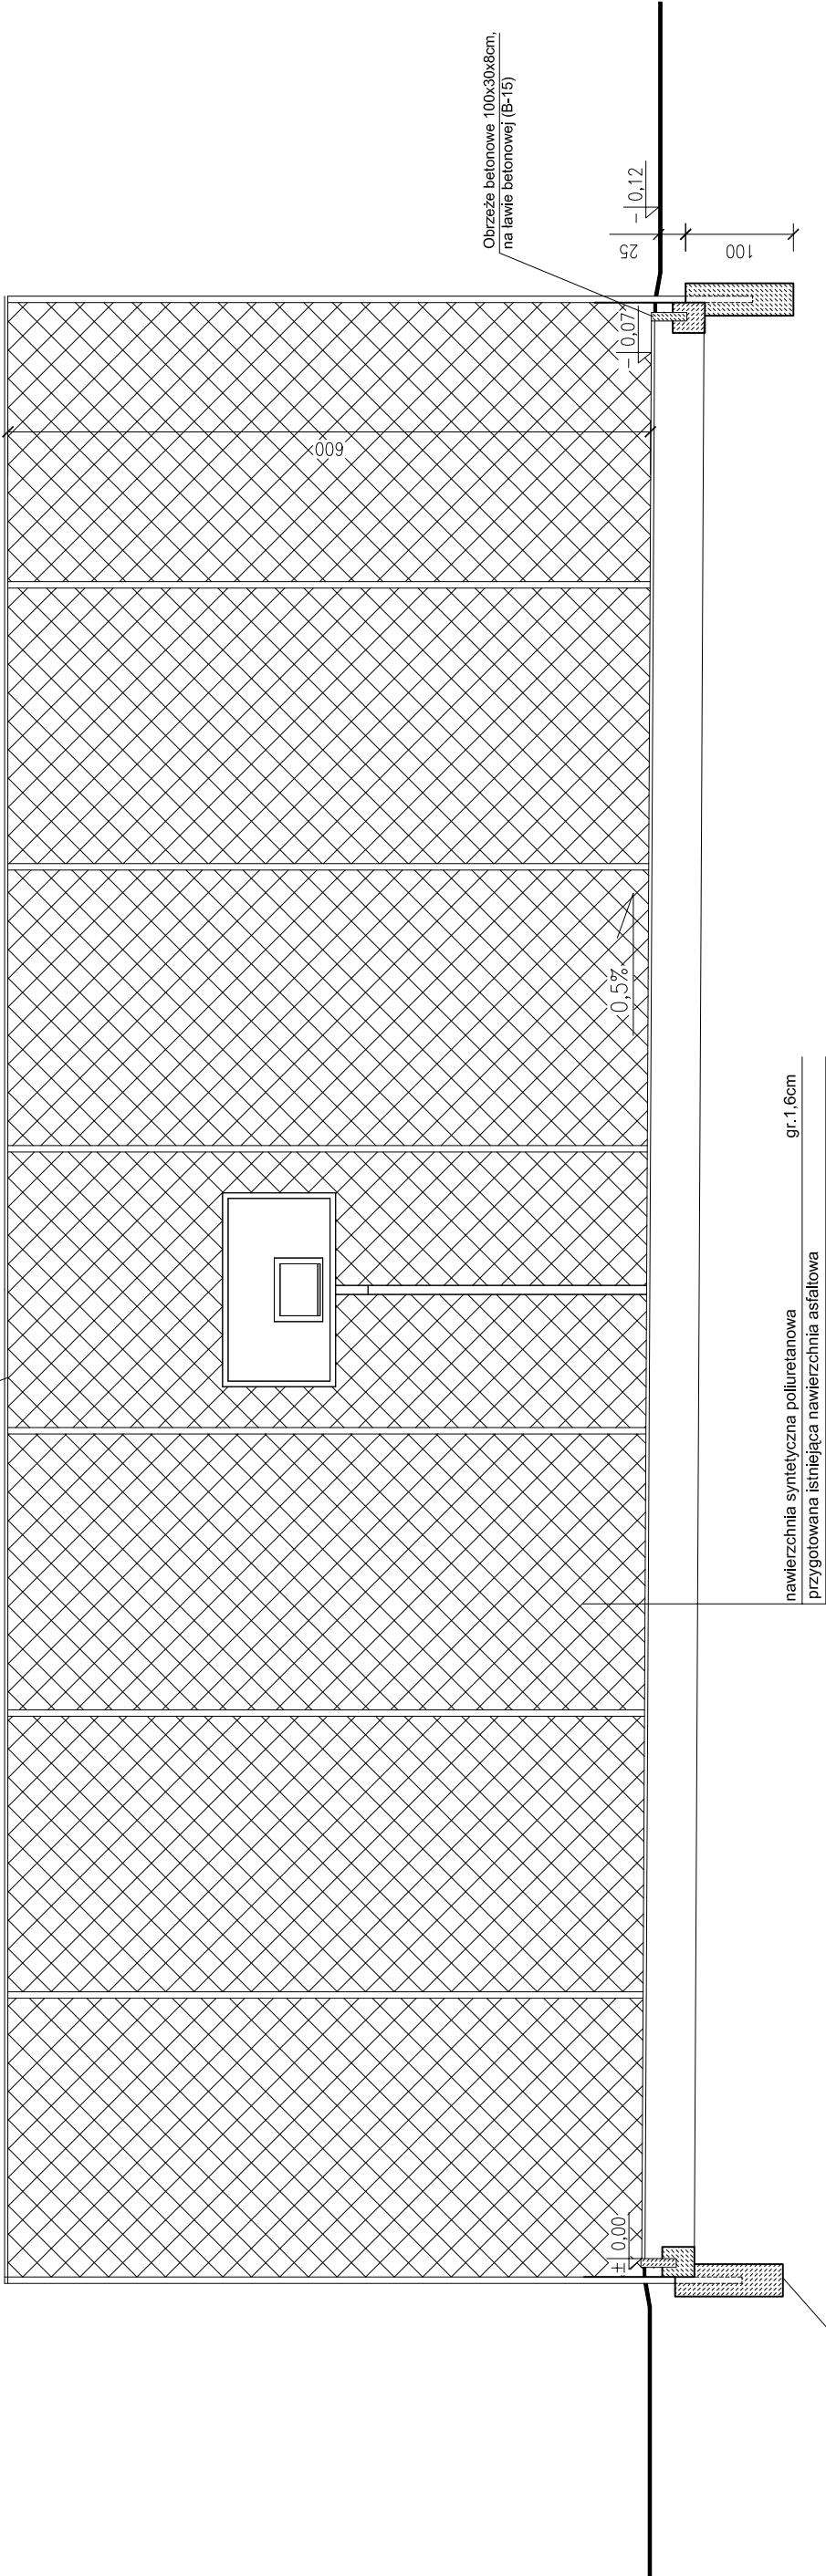 Obrzeże betonowe 100x30x8cm,
na ławie betonowej (B-15)
600
± 0,00
0,5%
- 0,07
- 0,12
25
100
nawierzchnia syntetyczna poliuretanowa gr.1,6cm
przygotowana istniejąca nawierzchnia asfaltowa